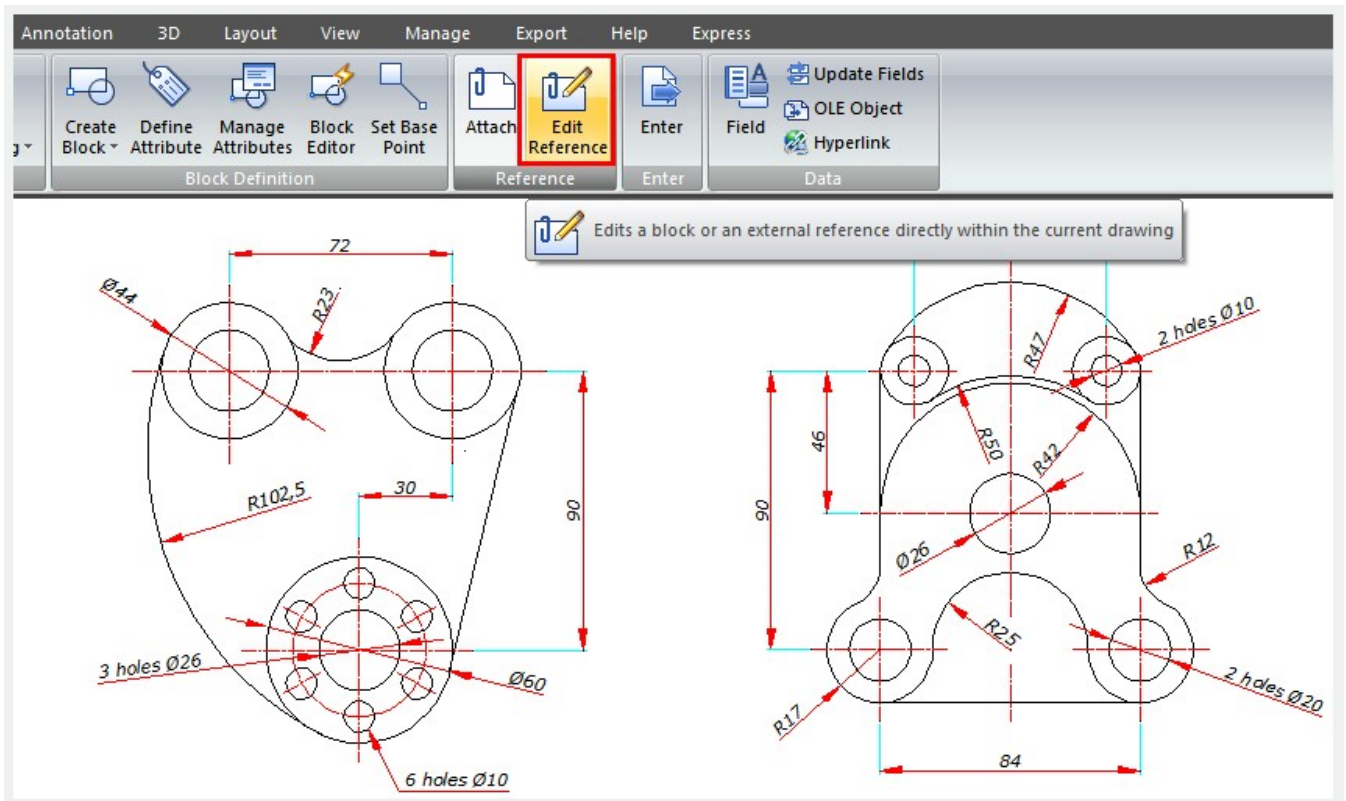 Annotation 3D Layout View Manage Export Help Express
Create Block
Define Attribute
Manage Attributes
Block Editor
Set Base Point
Attach
Edit Reference
Enter
Field
Update Fields
OLE Object
Hyperlink
Block Definition
Reference
Enter
Data
Edits a block or an external reference directly within the current drawing
72
Ø44
R23
R102,5
30
90
3 holes Ø26
Ø60
6 holes Ø10
R47
2 holes Ø10
46
R50
R42
90
Ø26
R12
R25
R17
2 holes Ø20
84